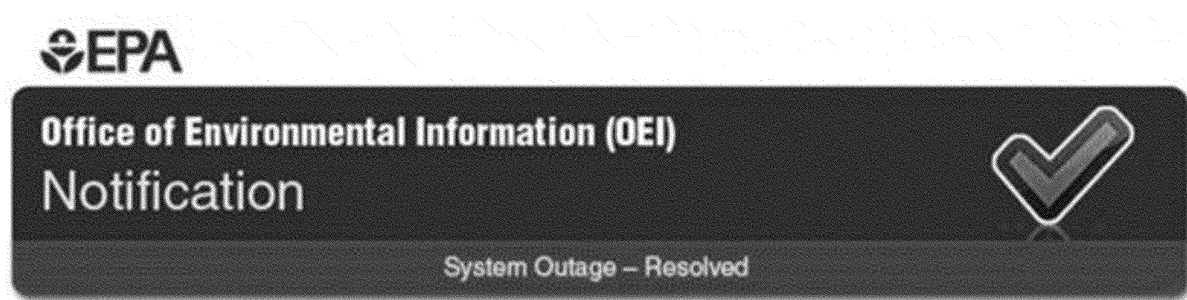 EPA
Office of Environmental Information (OEI)
Notification
System Outage – Resolved